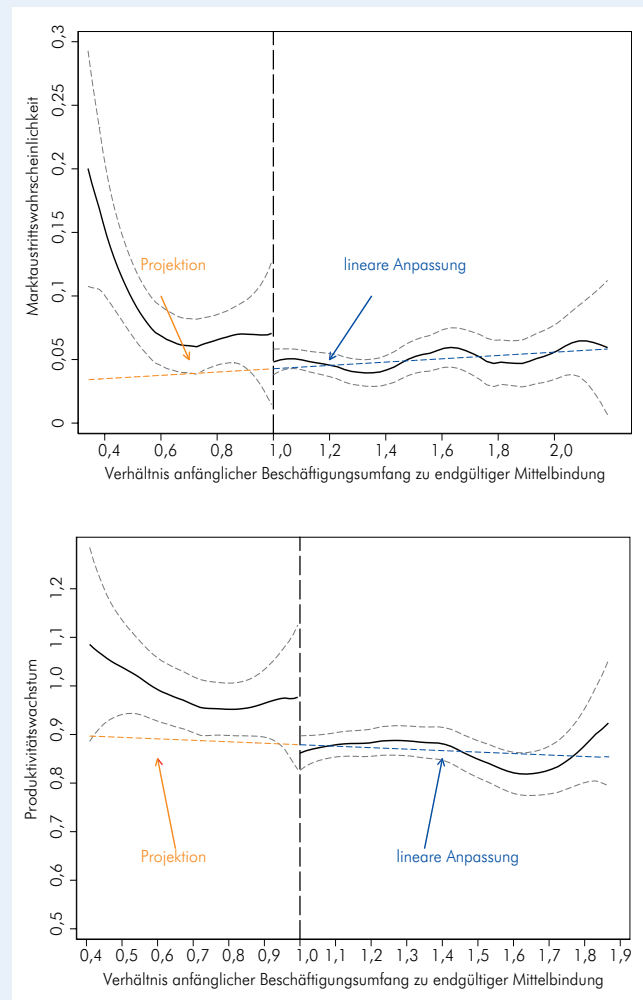 0,3
0,25
0,2
0,15
0,1
0,05
0
Marktaustrittswahrscheinlichkeit
Projektion
lineare Anpassung
0,4 0,6 0,8 1,0 1,2 1,4 1,6 1,8 2,0
Verhältnis anfänglicher Beschäftigungsumfang zu endgültiger Mittelbindung
1,2
1,1
1,0
0,9
0,8
0,7
0,6
0,5
Produktivitätswachstum
Projektion
lineare Anpassung
0,4 0,5 0,6 0,7 0,8 0,9 1,0 1,1 1,2 1,3 1,4 1,5 1,6 1,7 1,8 1,9
Verhältnis anfänglicher Beschäftigungsumfang zu endgültiger Mittelbindung